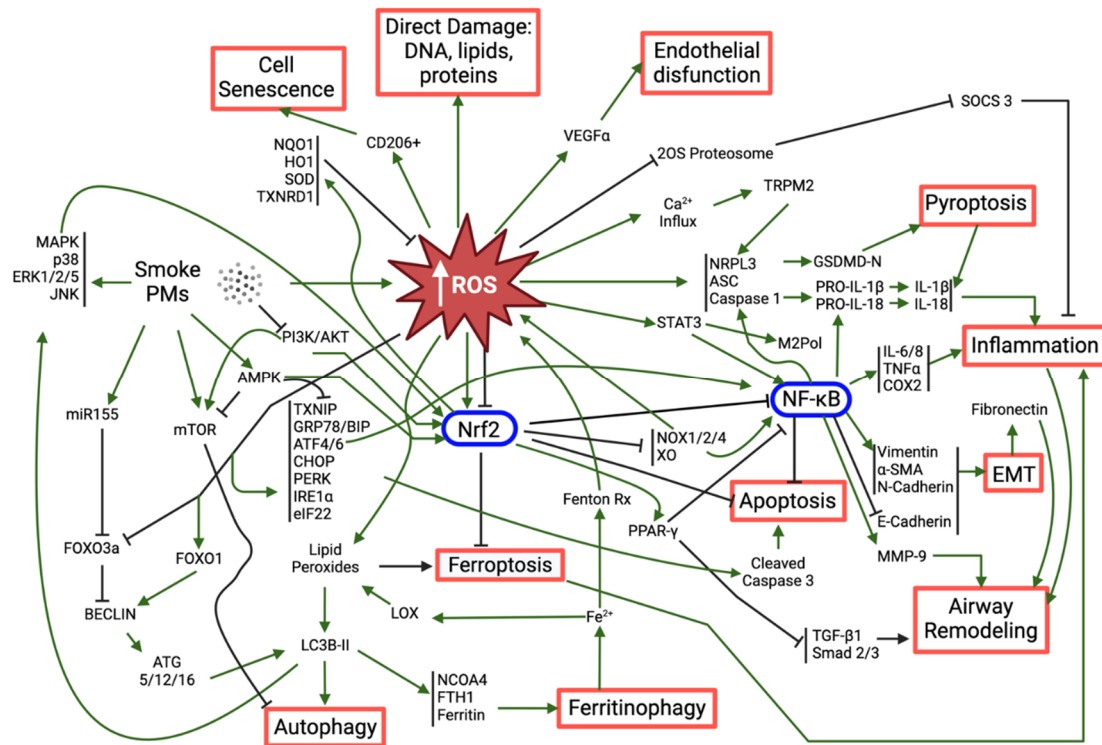 Direct Damage:
DNA, lipids,
proteins
Cell
Senescence
Endothelial
disfunction
SOCS 3
VEGFα
CD206+
NQO1
HO1
SOD
TXNRD1
2OS Proteosome
TRPM2
Ca²⁺
Influx
Pyroptosis
MAPK
p38
ERK1/2/5
JNK
Smoke
PMs
ROS
NRPL3
ASC
Caspase 1
GSDMD-N
PRO-IL-1β
PRO-IL-18
IL-1β
IL-18
STAT3
M2Pol
PI3K/AKT
Inflammation
IL-6/8
TNFα
COX2
AMPK
miR155
mTOR
TXNIP
GRP78/BIP
ATF4/6
CHOP
PERK
IRE1α
eIF22
Nrf2
NF-κB
Fibronectin
NOX1/2/4
XO
Vimentin
α-SMA
N-Cadherin
EMT
E-Cadherin
Apoptosis
Fenton Rx
PPAR-γ
MMP-9
FOXO3a
FOXO1
Lipid
Peroxides
Ferroptosis
Cleaved
Caspase 3
BECLIN
LOX
Fe²⁺
Airway
Remodeling
TGF-β1
Smad 2/3
ATG
5/12/16
LC3B-II
NCOA4
FTH1
Ferritin
Ferritinophagy
Autophagy